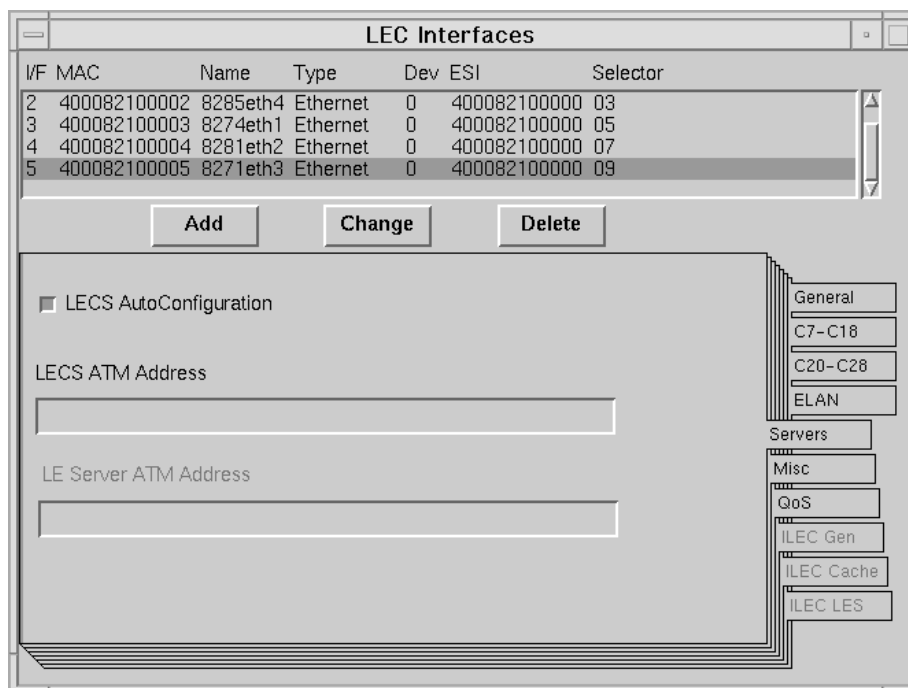 LEC Interfaces
I/F MAC Name Type Dev ESI Selector
2 400082100002 8285eth4 Ethernet 0 400082100000 03
3 400082100003 8274eth1 Ethernet 0 400082100000 05
4 400082100004 8281eth2 Ethernet 0 400082100000 07
5 400082100005 8271eth3 Ethernet 0 400082100000 09
Add Change Delete
LECS AutoConfiguration
LECS ATM Address
LE Server ATM Address
General
C7-C18
C20-C28
ELAN
Servers
Misc
QoS
ILEC Gen
ILEC Cache
ILEC LES